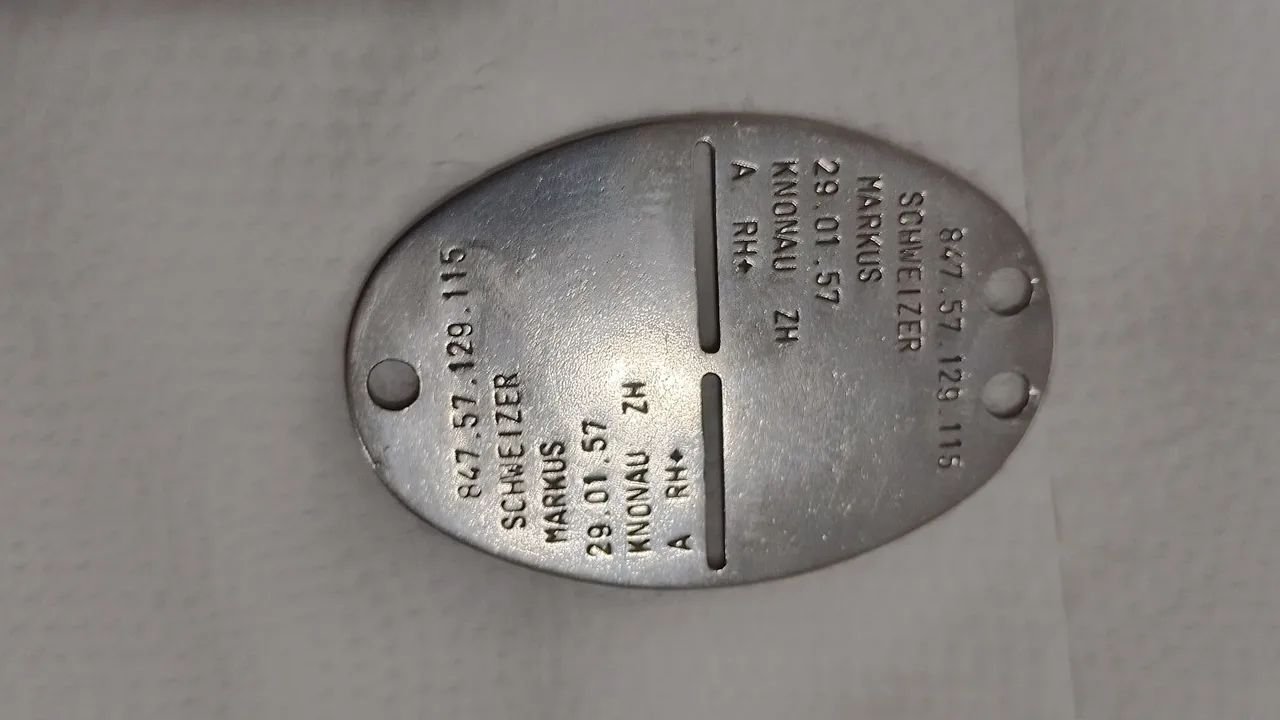 847.57.129.115
SCHWEIZER
MARKUS
29.01.57
KNONAU ZH
A RH+
847.57.129.115
SCHWEIZER
MARKUS
29.01.57
KNONAU ZH
A RH+